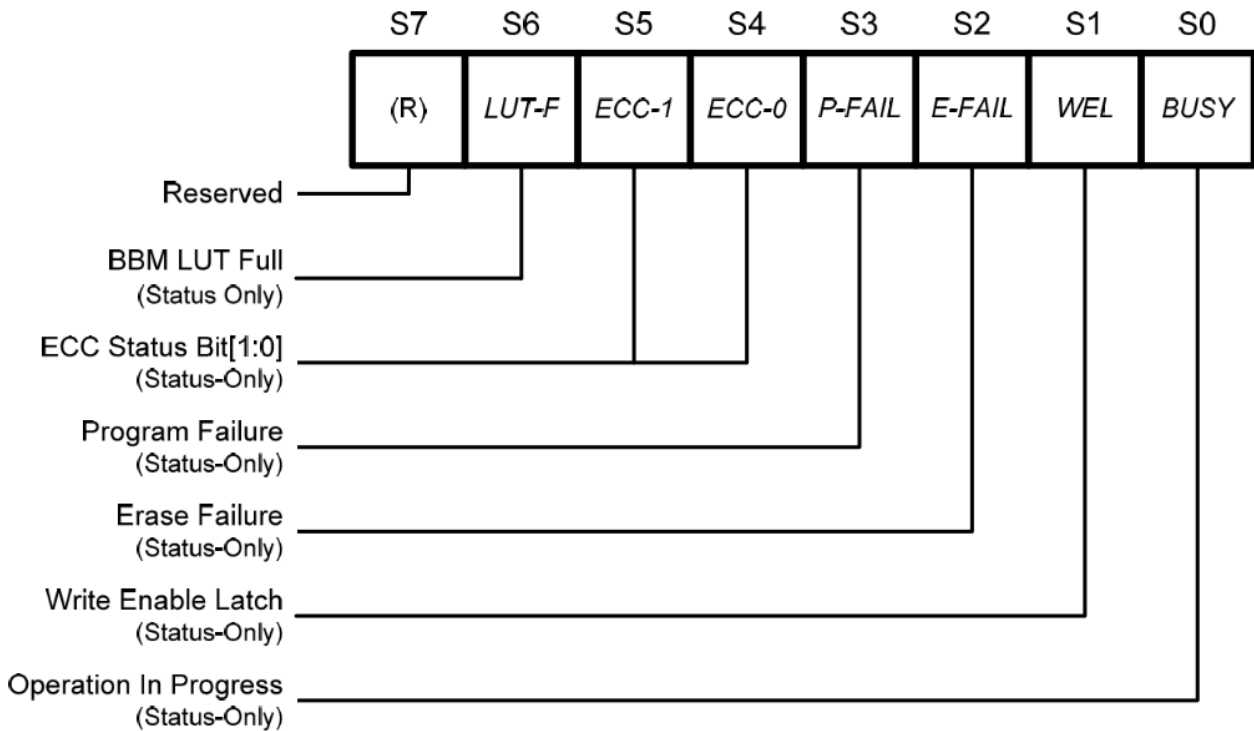 S7 S6 S5 S4 S3 S2 S1 S0
(R) LUT-F ECC-1 ECC-0 P-FAIL E-FAIL WEL BUSY
Reserved
BBM LUT Full
(Status Only)
ECC Status Bit[1:0]
(Status-Only)
Program Failure
(Status-Only)
Erase Failure
(Status-Only)
Write Enable Latch
(Status-Only)
Operation In Progress
(Status-Only)